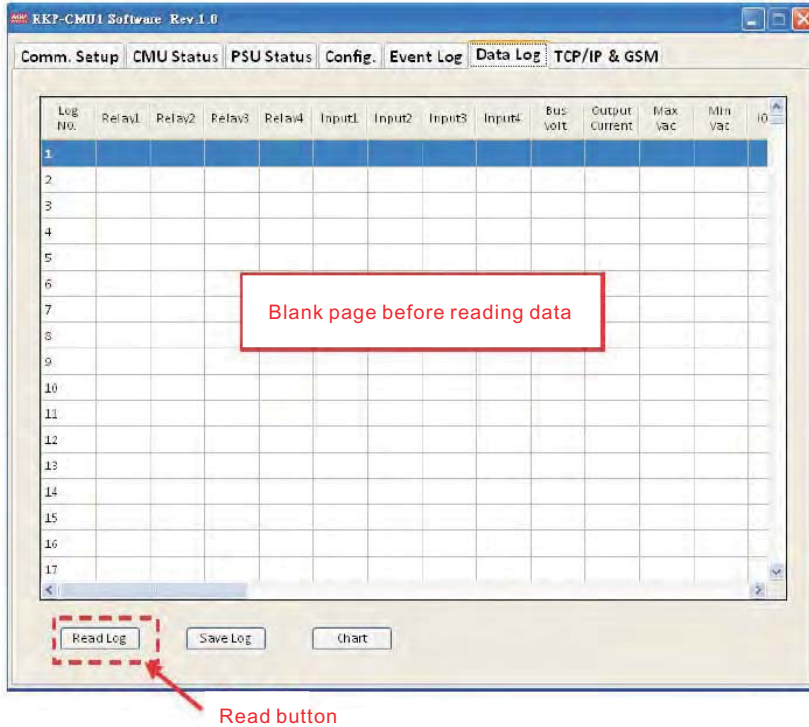 RKP-CMU1 Software Rev.1.0
Comm. Setup CMU Status PSU Status Config. Event Log Data Log TCP/IP & GSM
Log No. Relay1 Relay2 Relay3 Relay4 Input1 Input2 Input3 Input4 Bus volt Output Current Max Vac Min Vac
1
2
3
4
5
6
7
8
9
10
11
12
13
14
15
16
17
Blank page before reading data
Read Log Save Log Chart
Read button